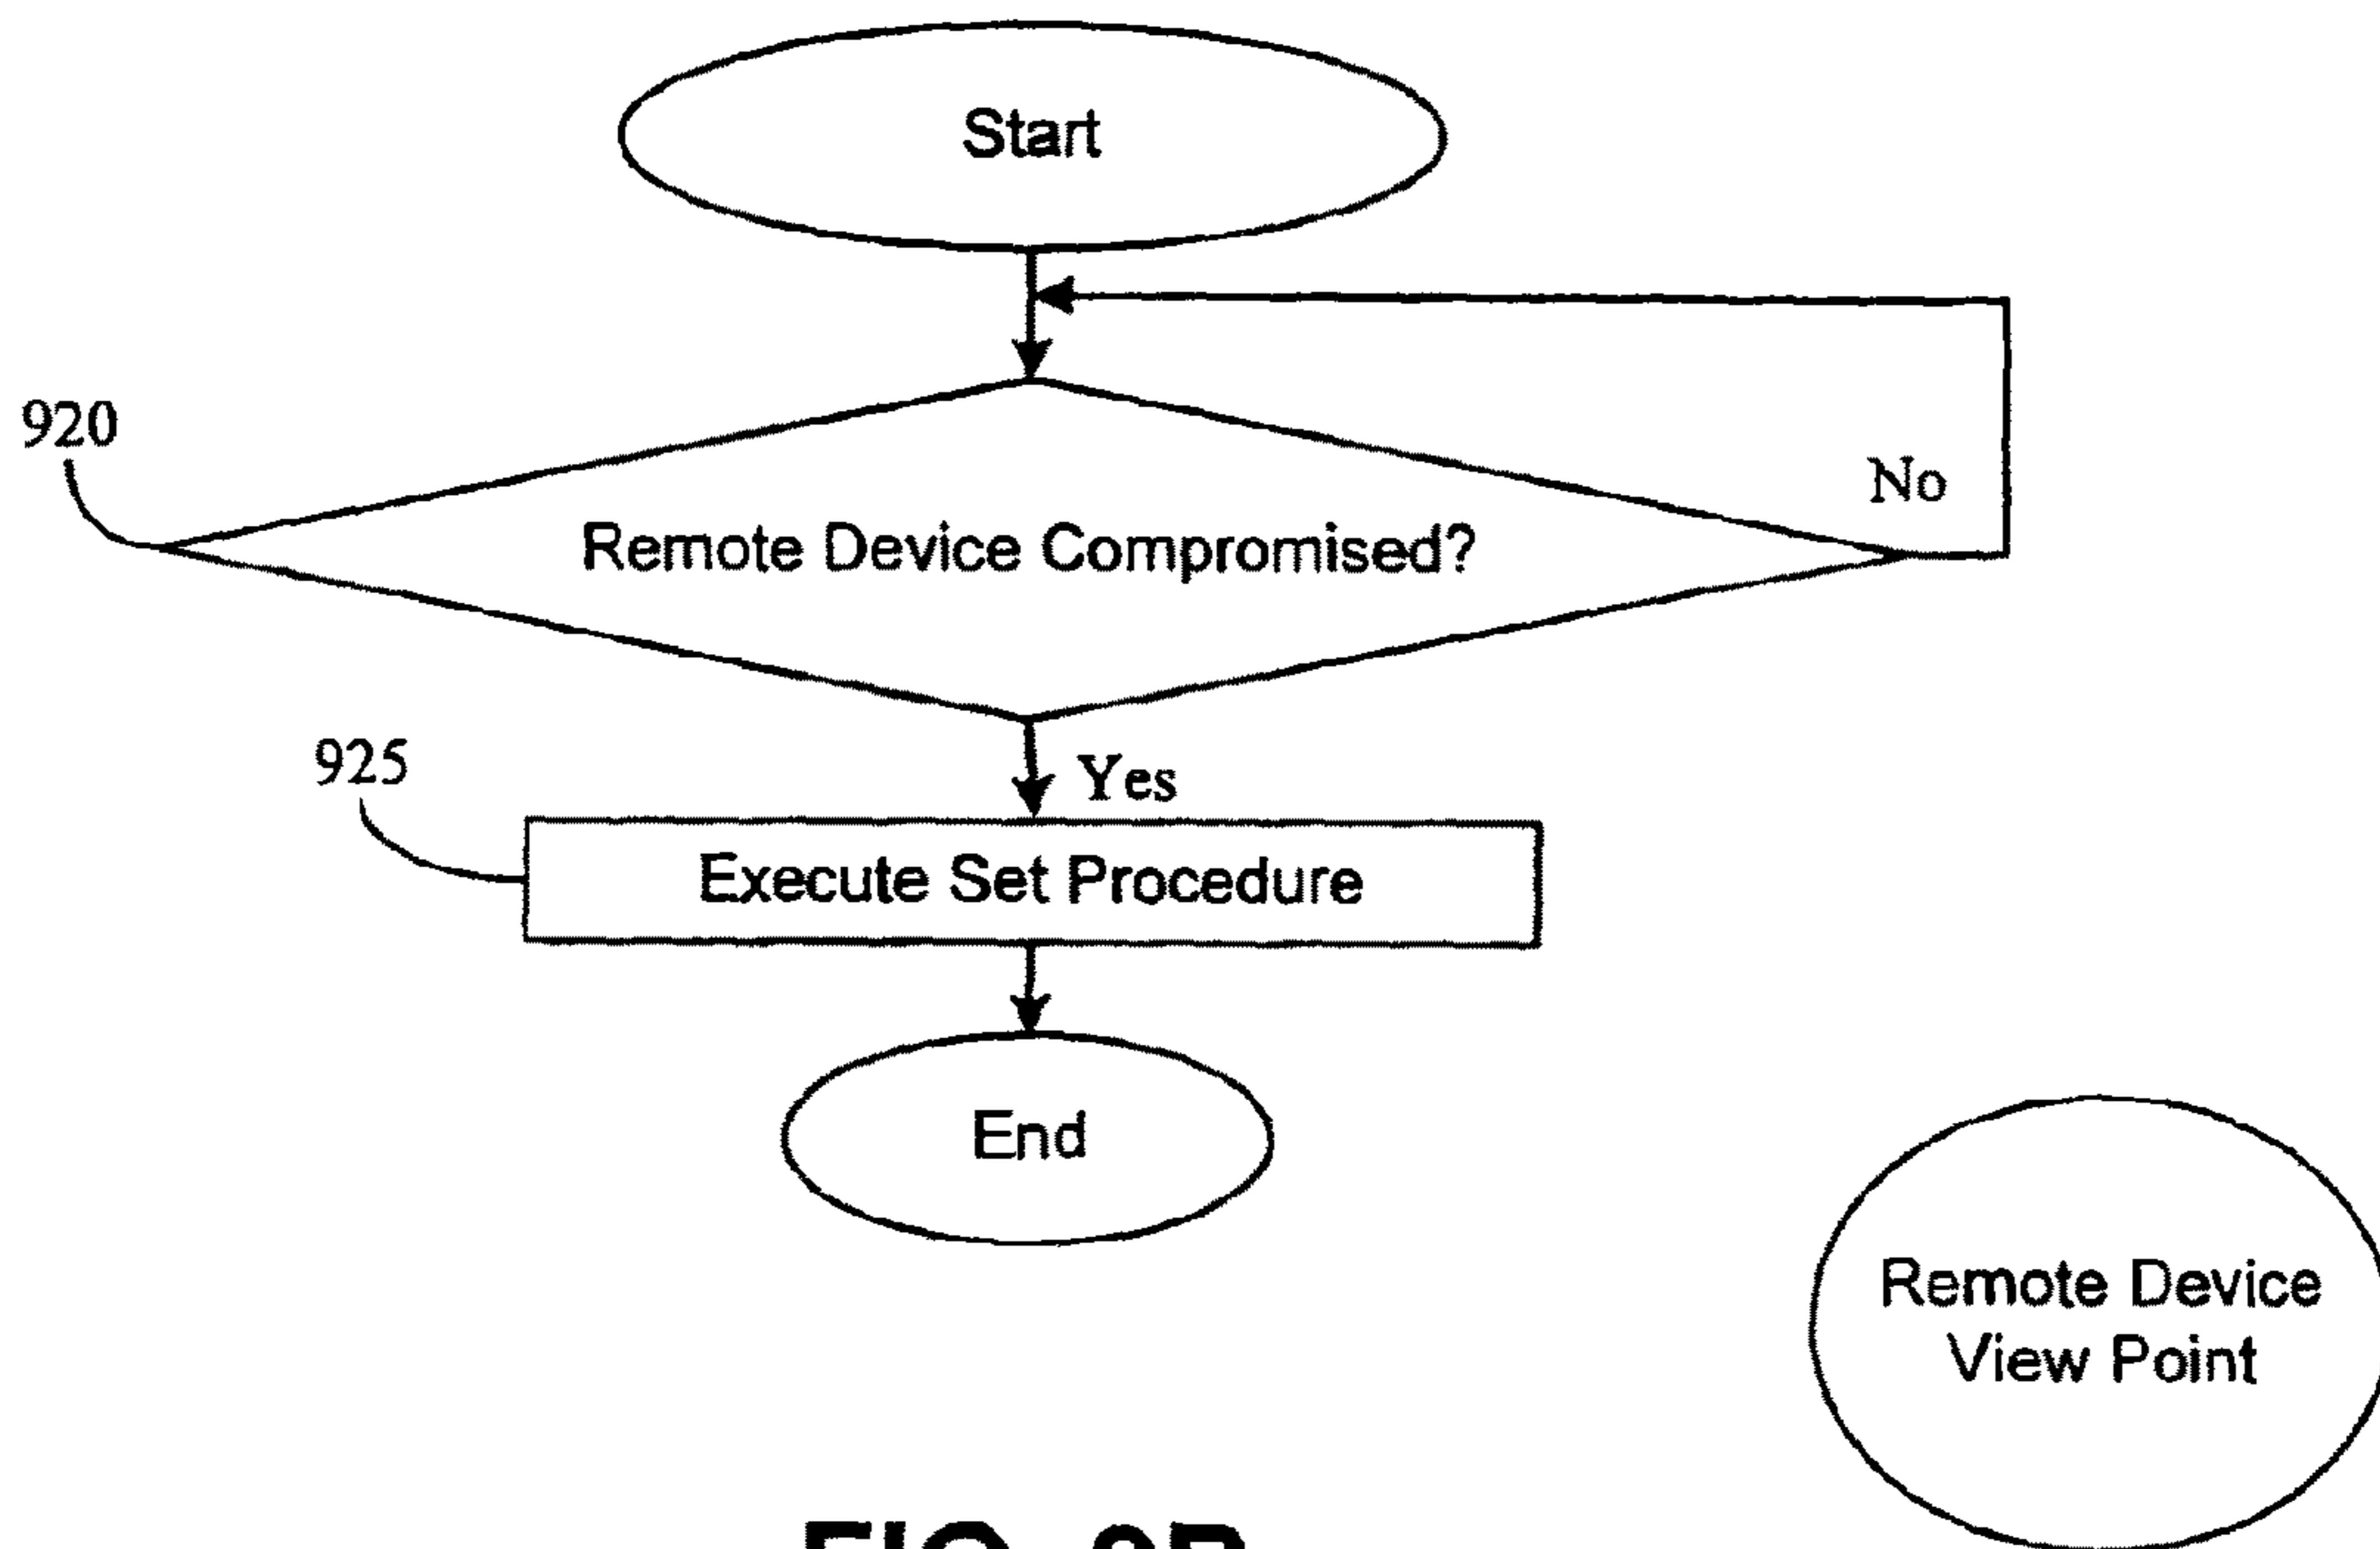 Start
920
No
Remote Device Compromised?
925
Yes
Execute Set Procedure
End
Remote Device
View Point